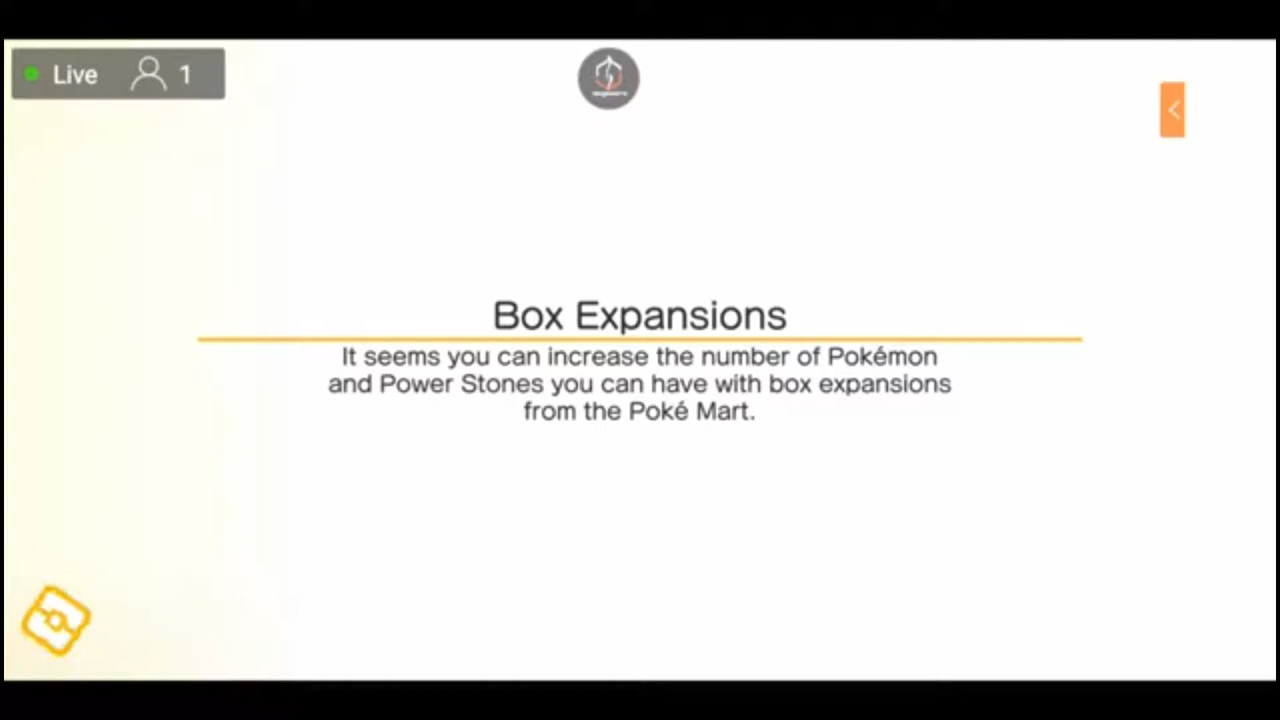 Live 1
Box Expansions
It seems you can increase the number of Pokémon
and Power Stones you can have with box expansions
from the Poké Mart.